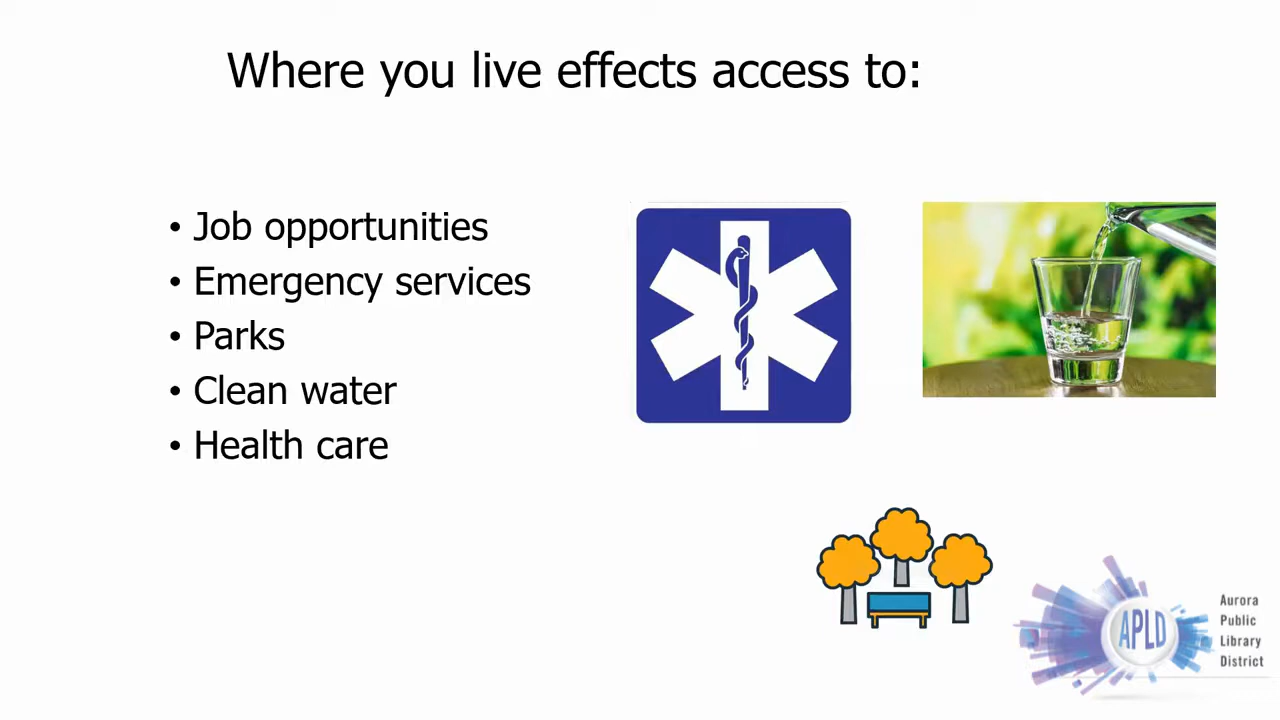 Where you live effects access to:
• Job opportunities
• Emergency services
• Parks
• Clean water
• Health care
APLD
Aurora
Public
Library
District